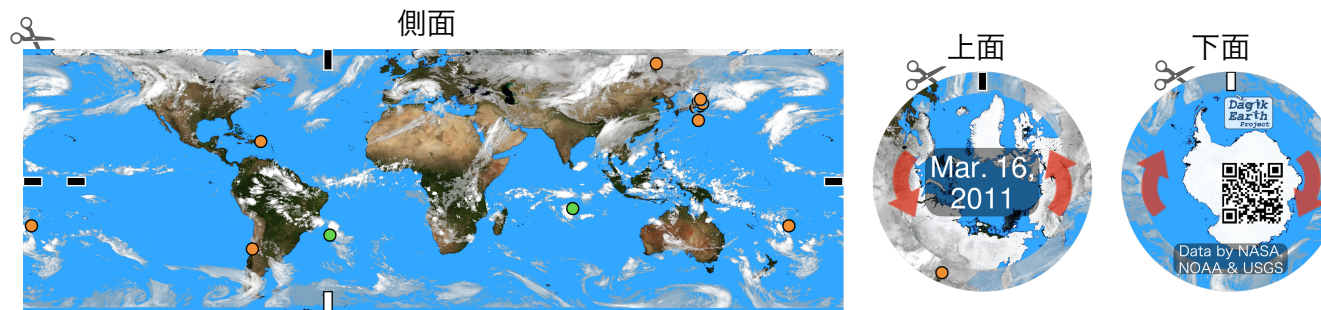 側面
上面
下面
Mar. 16,
2011
Dagik
Earth
Project
Data by NASA,
NOAA & USGS